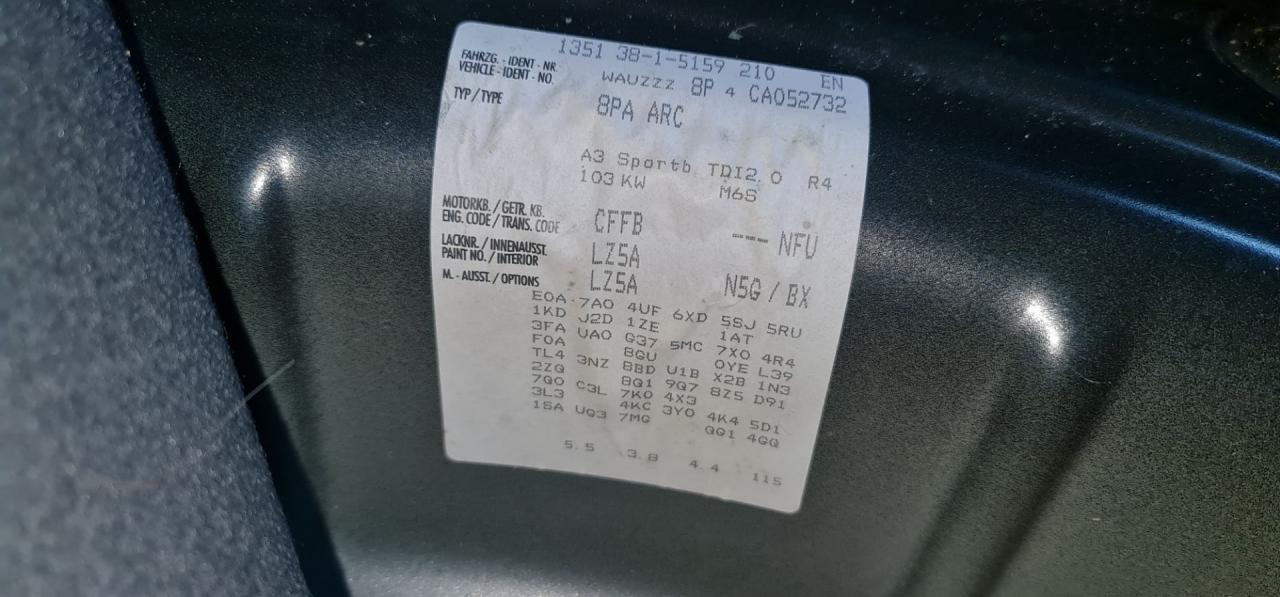 1351 38-1-5159 210 EN
FAHRZG. - IDENT - NR.
VEHICLE - IDENT - NO.
WAUZZZ 8P 4 CA052732
TYP / TYPE
8PA ARC
A3 Sportb TDI2.0 R4
103 KW M6S
MOTORKB. / GETR. KB.
ENG. CODE / TRANS. CODE
CFFB --- NFU
LACKNR. / INNENAUSST.
PAINT NO. / INTERIOR
LZ5A
M. - AUSST. / OPTIONS
LZ5A N5G / BX
E0A 7A0 4UF 6XD 5SJ 5RU
1KD J2D 1ZE 1AT
3FA UA0 G37 5MC 7X0 4R4
F0A 8GU 0YE L39
TL4 3NZ 8BD U1B X2B 1N3
2ZQ 8Q1 9Q7 8Z5 D91
7Q0 C3L 7K0 4X3
3L3 4KC 3Y0 4K4 5D1
1SA UQ3 7MG QG1 4GQ
5.5 3.8 4.4 115